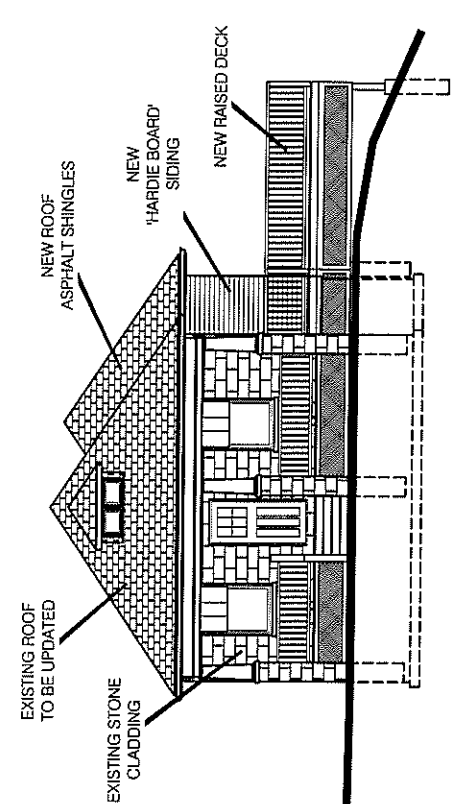 EXISTING ROOF
TO BE UPDATED
NEW ROOF
ASPHALT SHINGLES
NEW
'HARDIE BOARD'
SIDING
NEW RAISED DECK
EXISTING STONE
CLADDING